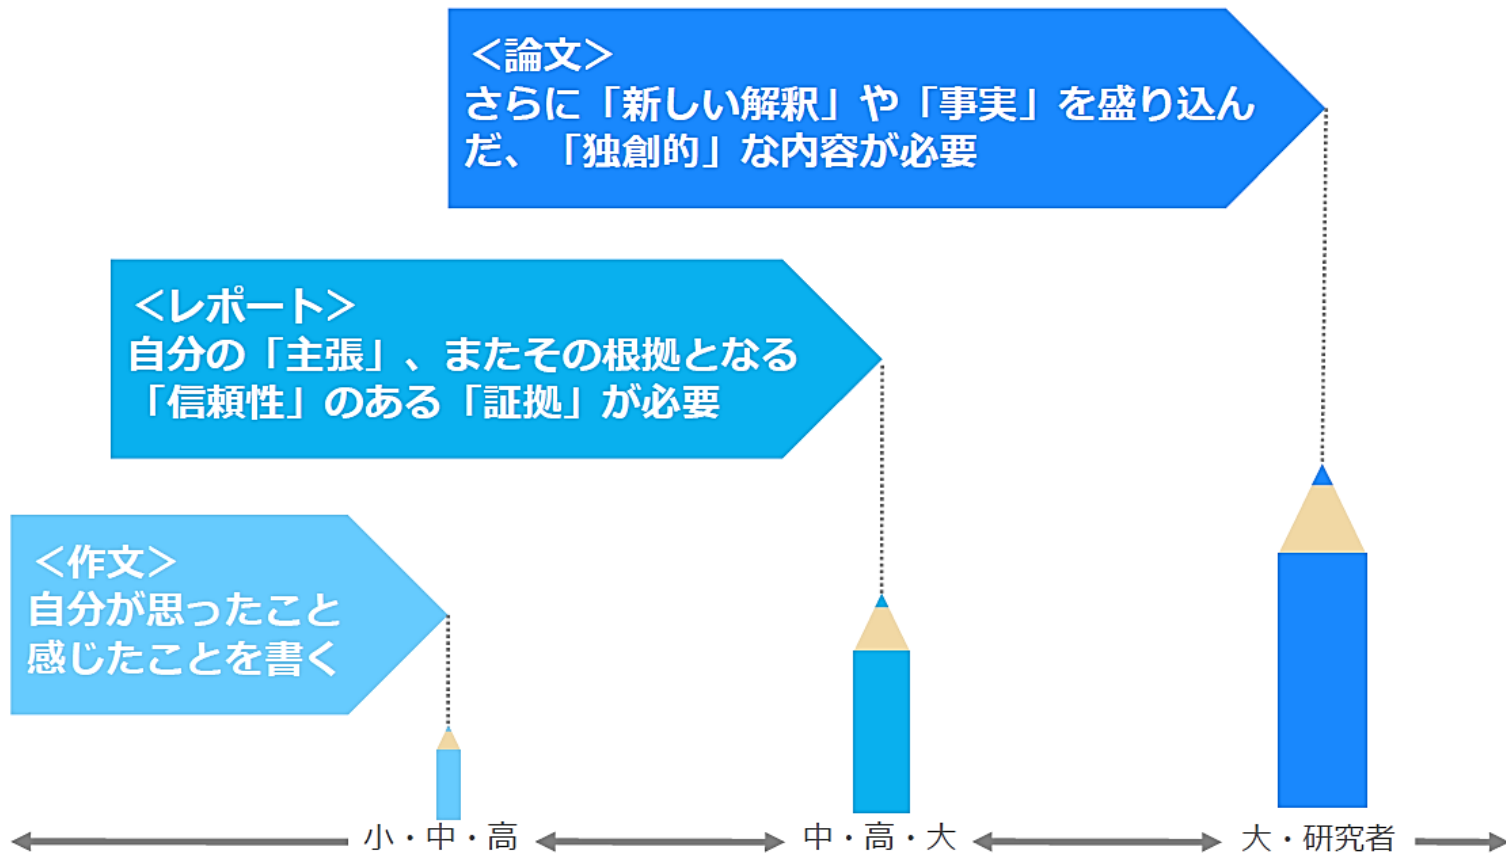 ＜論文＞
さらに「新しい解釈」や「事実」を盛り込ん
だ、「独創的」な内容が必要
＜レポート＞
自分の「主張」、またその根拠となる
「信頼性」のある「証拠」が必要
＜作文＞
自分が思ったこと
感じたことを書く
小・中・高
中・高・大
大・研究者